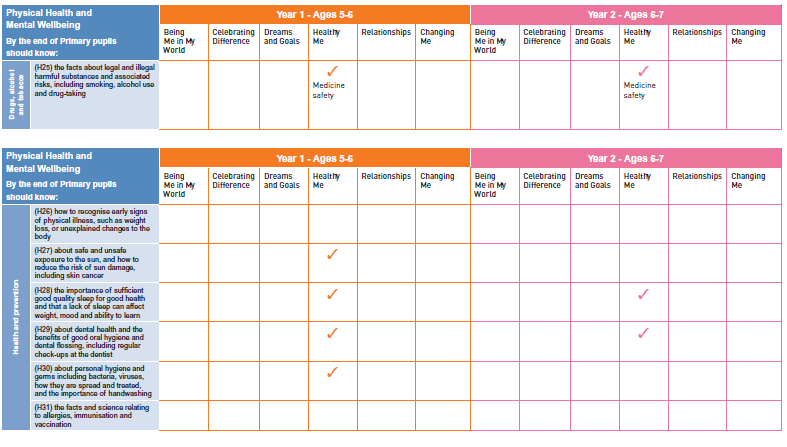 Physical Health and
Mental Wellbeing
By the end of Primary pupils
should know:
Year 1 - Ages 5-6
Year 2 - Ages 6-7
Being
Me in My
World
Celebrating
Difference
Dreams
and Goals
Healthy
Me
Relationships
Changing
Me
Being
Me in My
World
Celebrating
Difference
Dreams
and Goals
Healthy
Me
Relationships
Changing
Me
Drugs, alcohol
and tobacco
(H25) the facts about legal and illegal
harmful substances and associated
risks, including smoking, alcohol use
and drug-taking
✓
Medicine
safety
✓
Medicine
safety
Physical Health and
Mental Wellbeing
By the end of Primary pupils
should know:
Year 1 - Ages 5-6
Year 2 - Ages 6-7
Being
Me in My
World
Celebrating
Difference
Dreams
and Goals
Healthy
Me
Relationships
Changing
Me
Being
Me in My
World
Celebrating
Difference
Dreams
and Goals
Healthy
Me
Relationships
Changing
Me
Health and prevention
(H26) how to recognise early signs
of physical illness, such as weight
loss, or unexplained changes to the
body
(H27) about safe and unsafe
exposure to the sun, and how to
reduce the risk of sun damage,
including skin cancer
✓
(H28) the importance of sufficient
good quality sleep for good health
and that a lack of sleep can affect
weight, mood and ability to learn
✓
✓
(H29) about dental health and the
benefits of good oral hygiene and
dental flossing, including regular
check-ups at the dentist
✓
✓
(H30) about personal hygiene and
germs including bacteria, viruses,
how they are spread and treated,
and the importance of handwashing
✓
(H31) the facts and science relating
to allergies, immunisation and
vaccination